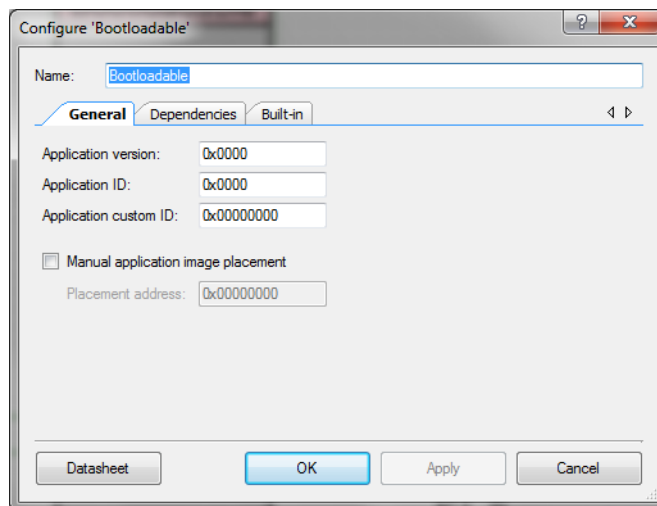 Configure 'Bootloadable'
Name: Bootloadable
General Dependencies Built-in
Application version: 0x0000
Application ID: 0x0000
Application custom ID: 0x00000000
Manual application image placement
Placement address: 0x00000000
Datasheet OK Apply Cancel